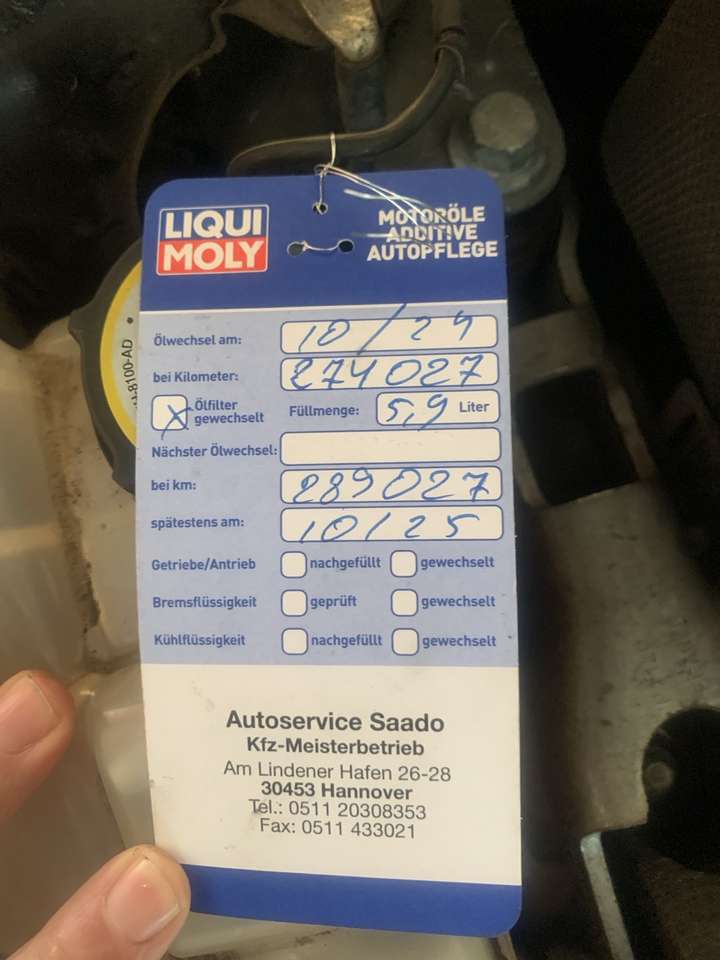 LIQUI
MOLY
MOTORÖLE
ADDITIVE
AUTOPFLEGE
Ölwechsel am: 10/24
bei Kilometer: 274027
X Ölfilter gewechselt Füllmenge: 5,9 Liter
Nächster Ölwechsel:
bei km: 289027
spätestens am: 10/25
Getriebe/Antrieb nachgefüllt gewechselt
Bremsflüssigkeit geprüft gewechselt
Kühlflüssigkeit nachgefüllt gewechselt
Autoservice Saado
Kfz-Meisterbetrieb
Am Lindener Hafen 26-28
30453 Hannover
Tel.: 0511 20308353
Fax: 0511 433021
8100-AD